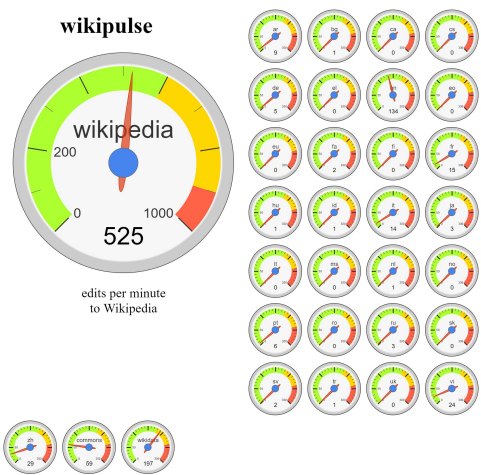 wikipulse
wikipedia
200
0
1000
525
edits per minute
to Wikipedia
ar
9
bg
1
ca
0
cs
0
de
5
el
0
en
134
eo
0
eu
0
fa
2
fi
0
fr
15
hu
1
id
1
it
14
ja
3
lt
0
ms
0
nl
1
no
0
pt
6
ro
0
ru
3
sk
0
sv
2
tr
1
uk
0
vi
24
zh
29
commons
59
wikidata
197